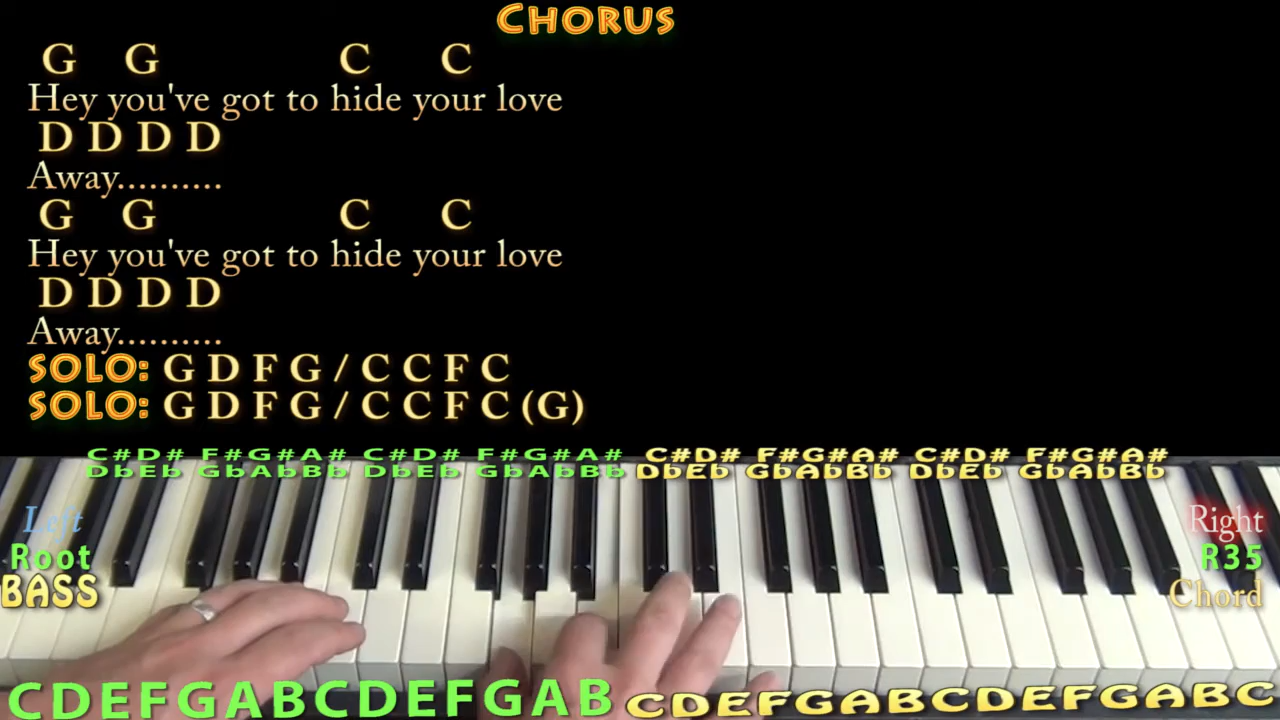 CHORUS
G G C C
Hey you've got to hide your love
D D D D
Away..........
G G C C
Hey you've got to hide your love
D D D D
Away..........
SOLO: G D F G / C C F C
SOLO: G D F G / C C F C (G)
C#D# F#G#A# C#D# F#G#A# C#D# F#G#A# C#D# F#G#A#
DbEb GbAbBb DbEb GbAbBb DbEb GbAbBb DbEb GbAbBb
Left
Root
BASS
Right
R35
Chord
CDEFGABCDEFGAB CDEFGABCDEFGABC